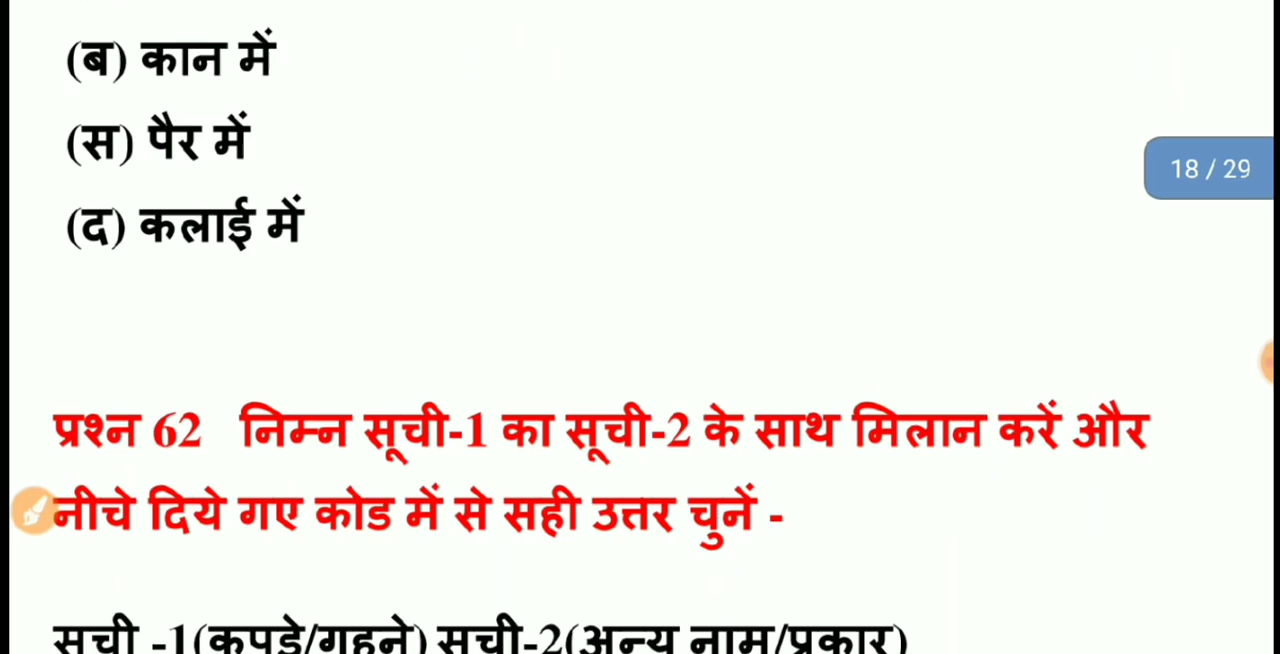 (ब) कान में
(स) पैर में
18 / 29
(द) कलाई में
प्रश्न 62 निम्न सूची-1 का सूची-2 के साथ मिलान करें और
नीचे दिये गए कोड में से सही उत्तर चुनें -
सूची -1(कपड़े/गहने) सूची-2(अन्य नाम/प्रकार)